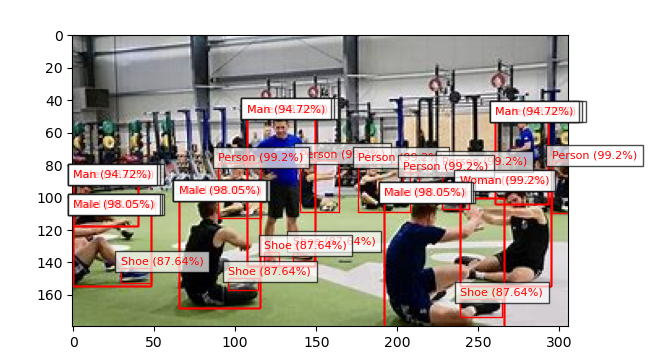 0
20
40
60
80
100
120
140
160
0
50
100
150
200
250
300
Man (94.72%)
Man (94.72%)
Person (99.2%)
Person (99.2%)
Person (99.2%)
Person (99.2%)
Man (94.72%)
Woman (99.2%)
Male (98.05%)
Male (98.05%)
Male (98.05%)
Shoe (87.64%)
Shoe (87.64%)
Shoe (87.64%)
Shoe (87.64%)